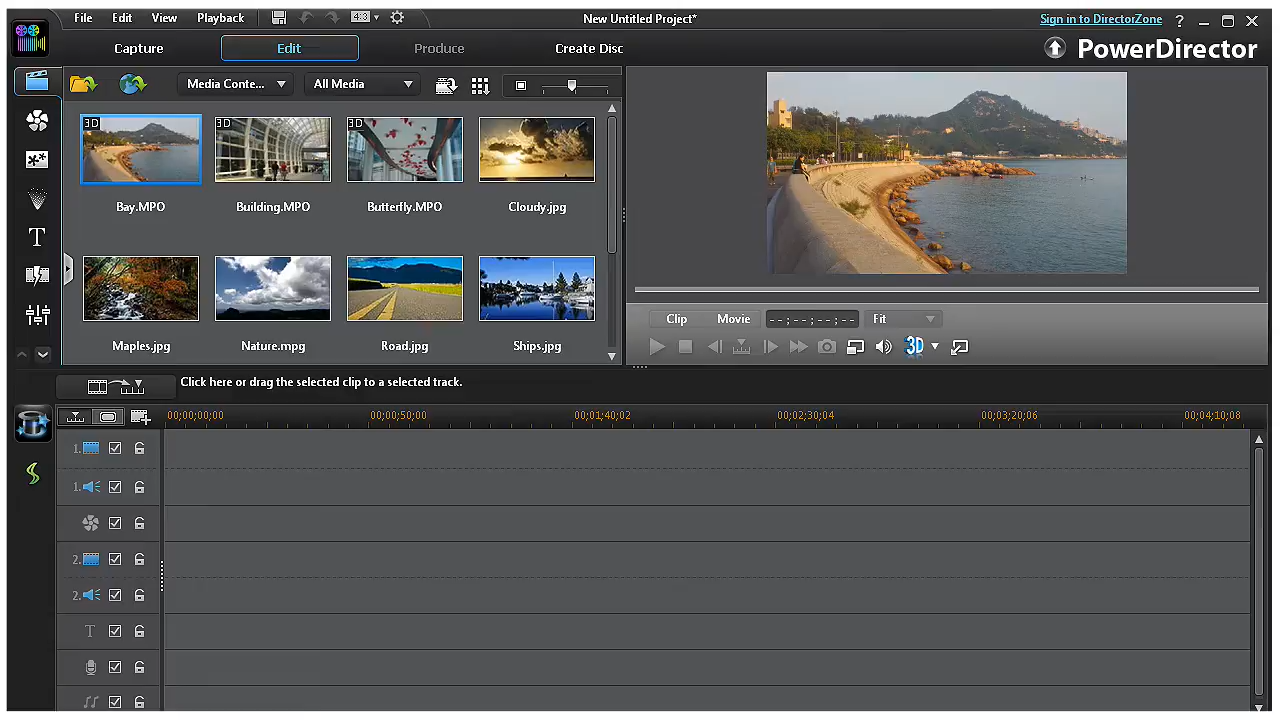 File Edit View Playback 4:3 New Untitled Project* Sign in to DirectorZone ?
Capture Edit Produce Create Disc PowerDirector
Media Conte... All Media
3D 3D 3D
Bay.MPO Building.MPO Butterfly.MPO Cloudy.jpg
Maples.jpg Nature.mpg Road.jpg Ships.jpg
T
Clip Movie --;--;--;-- Fit
3D
Click here or drag the selected clip to a selected track.
00;00;00;00 00;00;50;00 00;01;40;02 00;02;30;04 00;03;20;06 00;04;10;08
1.
1.
2.
2.
T